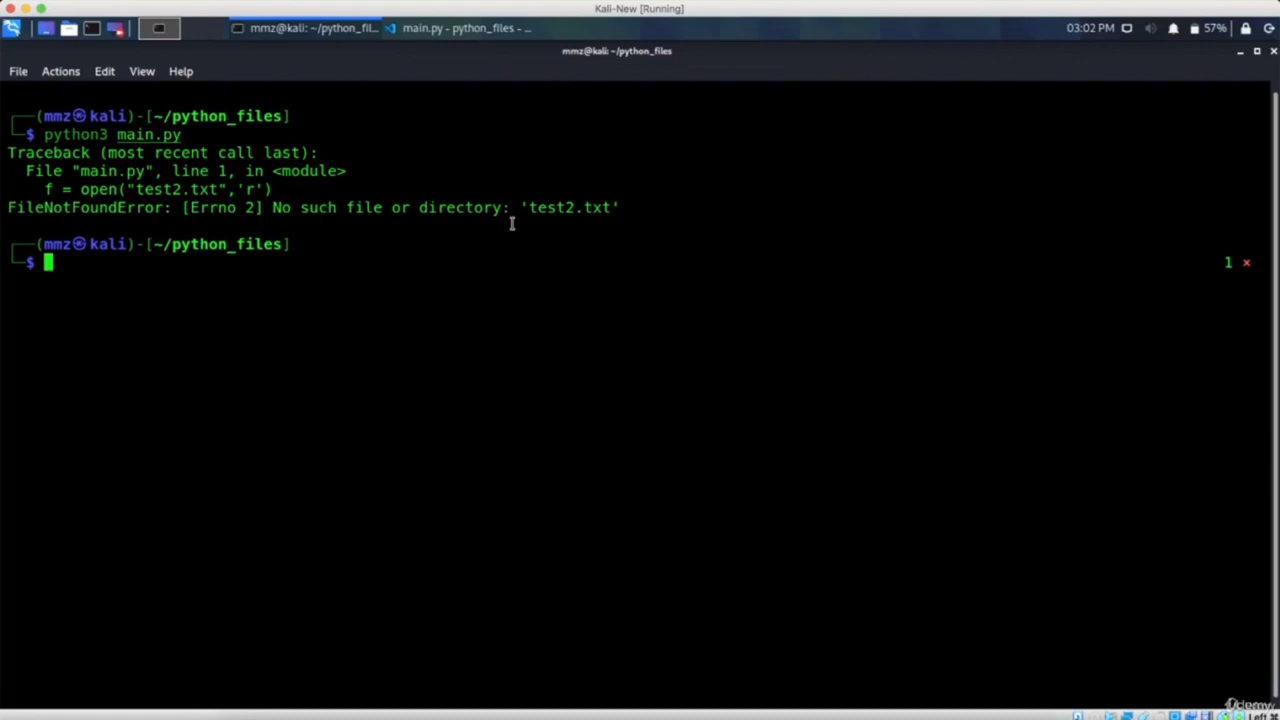 Kali-New [Running]
mmz@kali: ~/python_fil...
main.py - python_files - ...
03:02 PM
57%
mmz@kali: ~/python_files
File Actions Edit View Help
┌──(mmz㉿kali)-[~/python_files]
└─$ python3 main.py
Traceback (most recent call last):
File "main.py", line 1, in <module>
f = open("test2.txt",'r')
FileNotFoundError: [Errno 2] No such file or directory: 'test2.txt'
┌──(mmz㉿kali)-[~/python_files]
└─$
1 ×
Udemy
Left ⌘